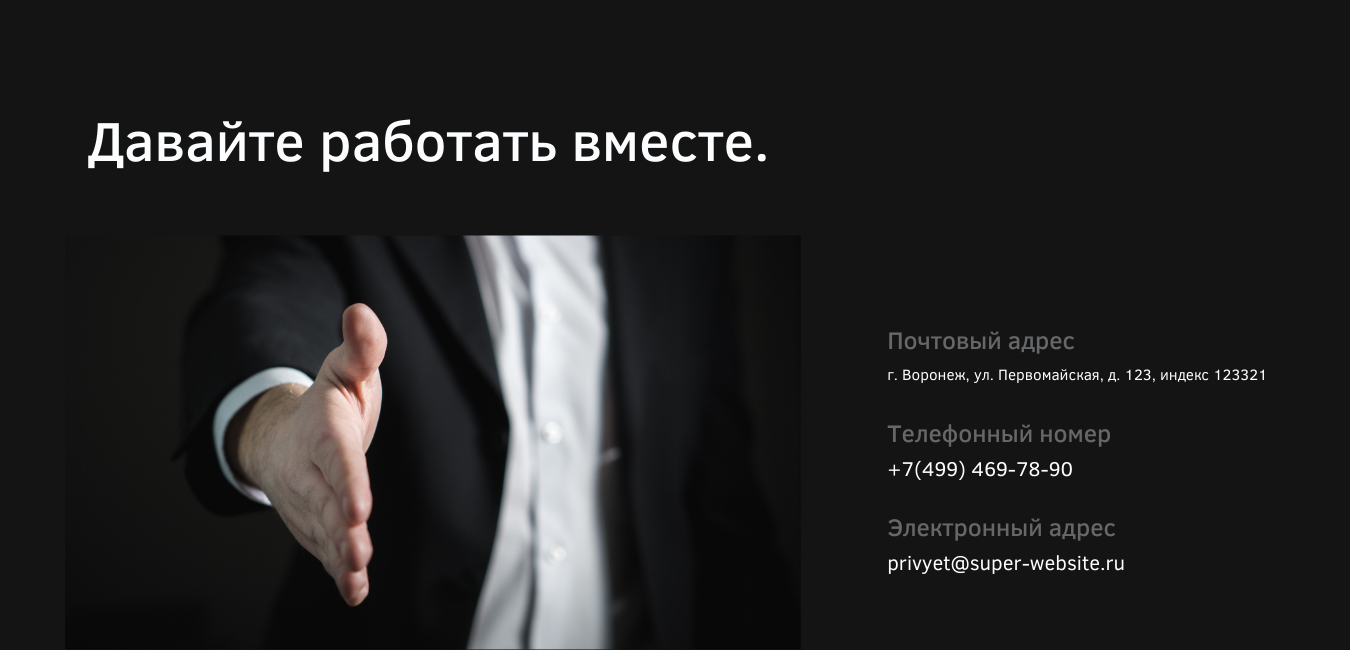 Давайте работать вместе.
Почтовый адрес
г. Воронеж, ул. Первомайская, д. 123, индекс 123321
Телефонный номер
+7(499) 469-78-90
Электронный адрес
privyet@super-website.ru